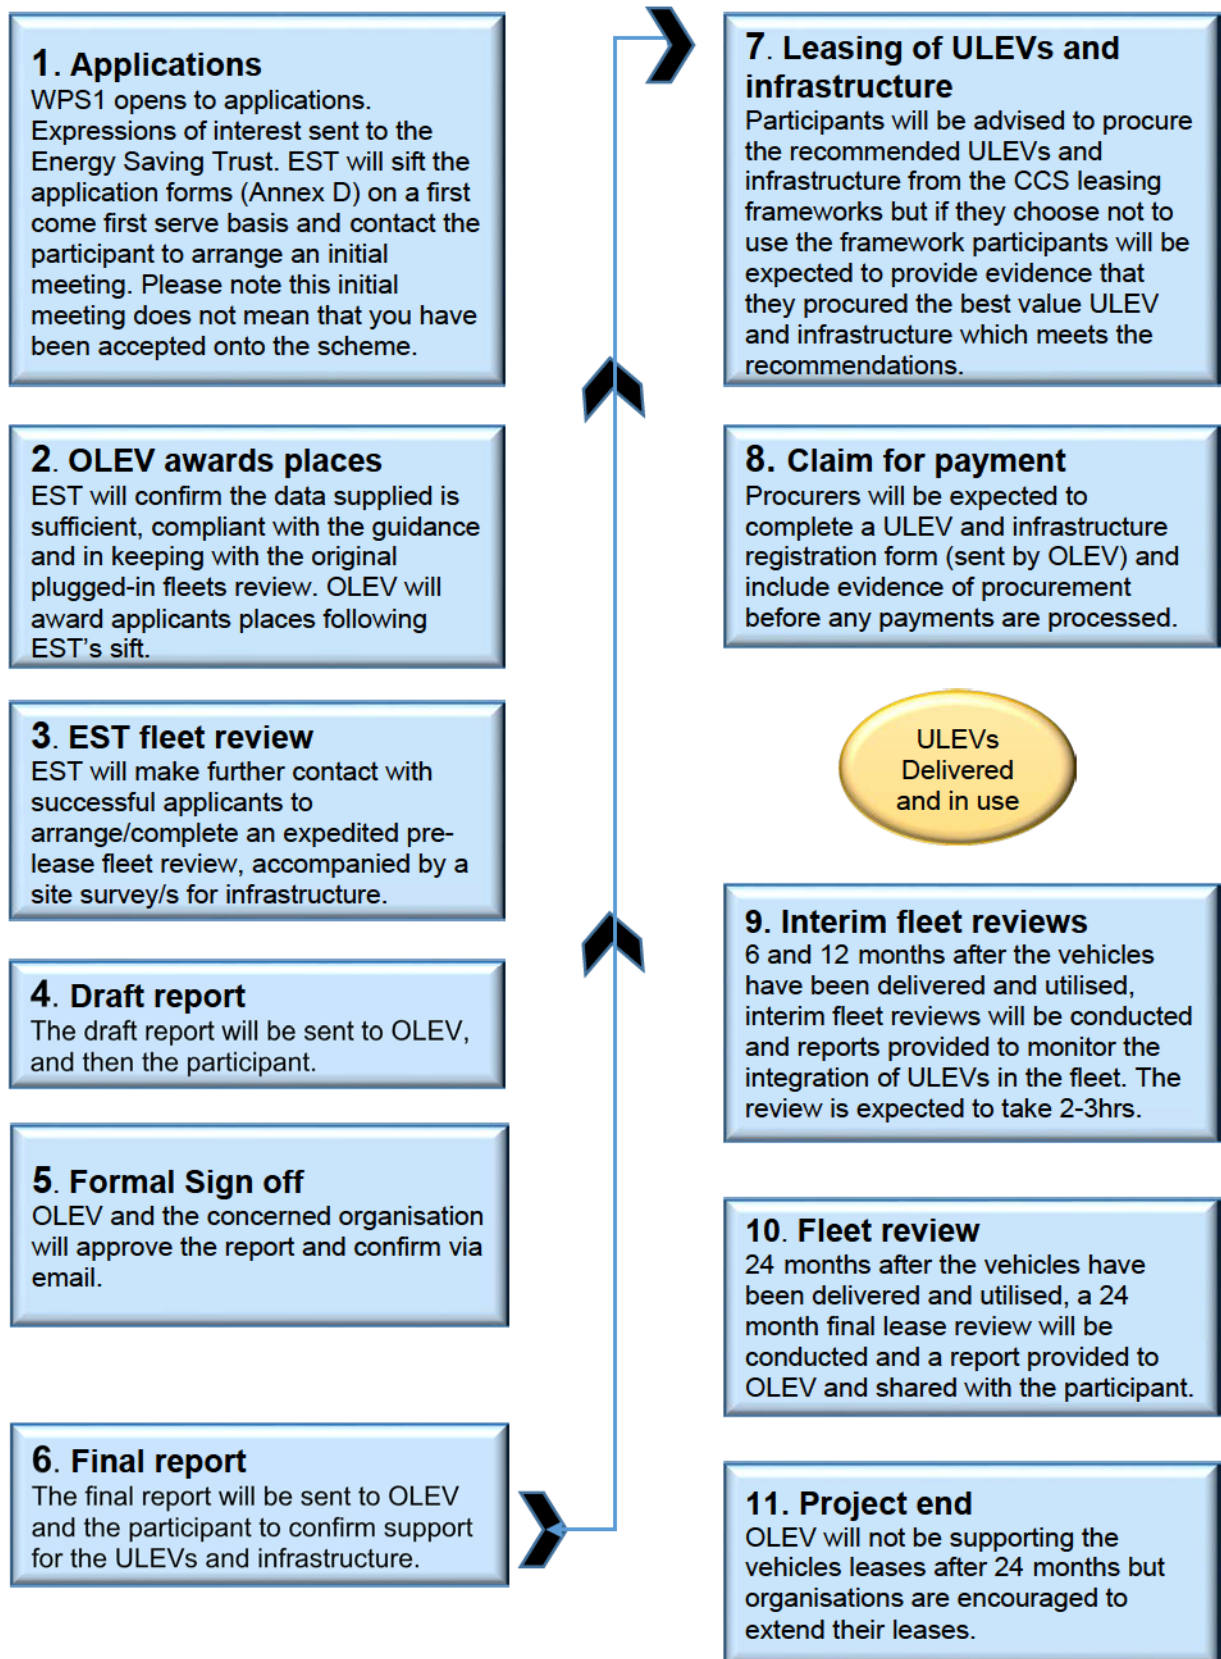 1. Applications
WPS1 opens to applications.
Expressions of interest sent to the
Energy Saving Trust. EST will sift the
application forms (Annex D) on a first
come first serve basis and contact the
participant to arrange an initial
meeting. Please note this initial
meeting does not mean that you have
been accepted onto the scheme.
2. OLEV awards places
EST will confirm the data supplied is
sufficient, compliant with the guidance
and in keeping with the original
plugged-in fleets review. OLEV will
award applicants places following
EST's sift.
3. EST fleet review
EST will make further contact with
successful applicants to
arrange/complete an expedited pre-
lease fleet review, accompanied by a
site survey/s for infrastructure.
4. Draft report
The draft report will be sent to OLEV,
and then the participant.
5. Formal Sign off
OLEV and the concerned organisation
will approve the report and confirm via
email.
6. Final report
The final report will be sent to OLEV
and the participant to confirm support
for the ULEVs and infrastructure.
7. Leasing of ULEVs and
infrastructure
Participants will be advised to procure
the recommended ULEVs and
infrastructure from the CCS leasing
frameworks but if they choose not to
use the framework participants will be
expected to provide evidence that
they procured the best value ULEV
and infrastructure which meets the
recommendations.
8. Claim for payment
Procurers will be expected to
complete a ULEV and infrastructure
registration form (sent by OLEV) and
include evidence of procurement
before any payments are processed.
ULEVs
Delivered
and in use
9. Interim fleet reviews
6 and 12 months after the vehicles
have been delivered and utilised,
interim fleet reviews will be conducted
and reports provided to monitor the
integration of ULEVs in the fleet. The
review is expected to take 2-3hrs.
10. Fleet review
24 months after the vehicles have
been delivered and utilised, a 24
month final lease review will be
conducted and a report provided to
OLEV and shared with the participant.
11. Project end
OLEV will not be supporting the
vehicles leases after 24 months but
organisations are encouraged to
extend their leases.